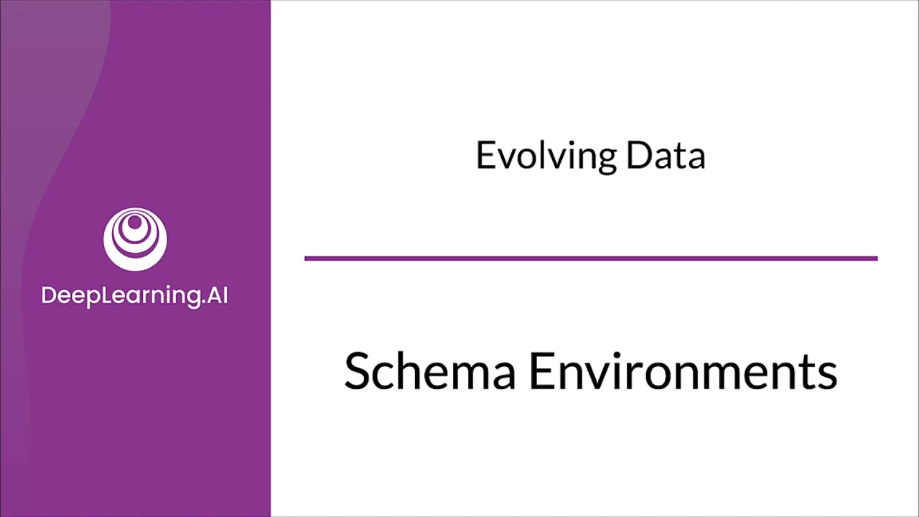 Evolving Data
DeepLearning.AI
Schema Environments